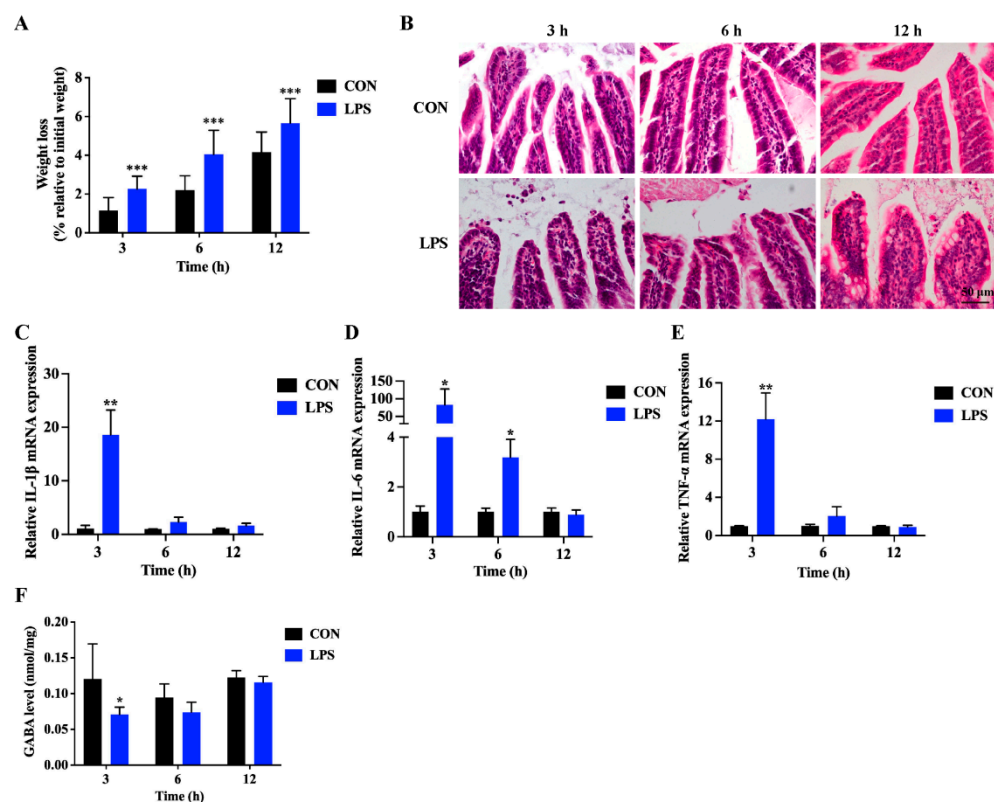 A
Weight loss
(% relative to initial weight)
8
6
4
2
0
***
***
***
3
6
12
Time (h)
CON
LPS
B
3 h
6 h
12 h
CON
LPS
50 μm
C
Relative IL-1β mRNA expression
30
20
10
0
**
3
6
12
Time (h)
CON
LPS
D
Relative IL-6 mRNA expression
150
100
50
4
2
0
*
*
3
6
12
Time (h)
CON
LPS
E
Relative TNF-α mRNA expression
16
12
8
4
0
**
3
6
12
Time (h)
CON
LPS
F
GABA level (nmol/mg)
0.20
0.15
0.10
0.05
0.00
*
3
6
12
Time (h)
CON
LPS